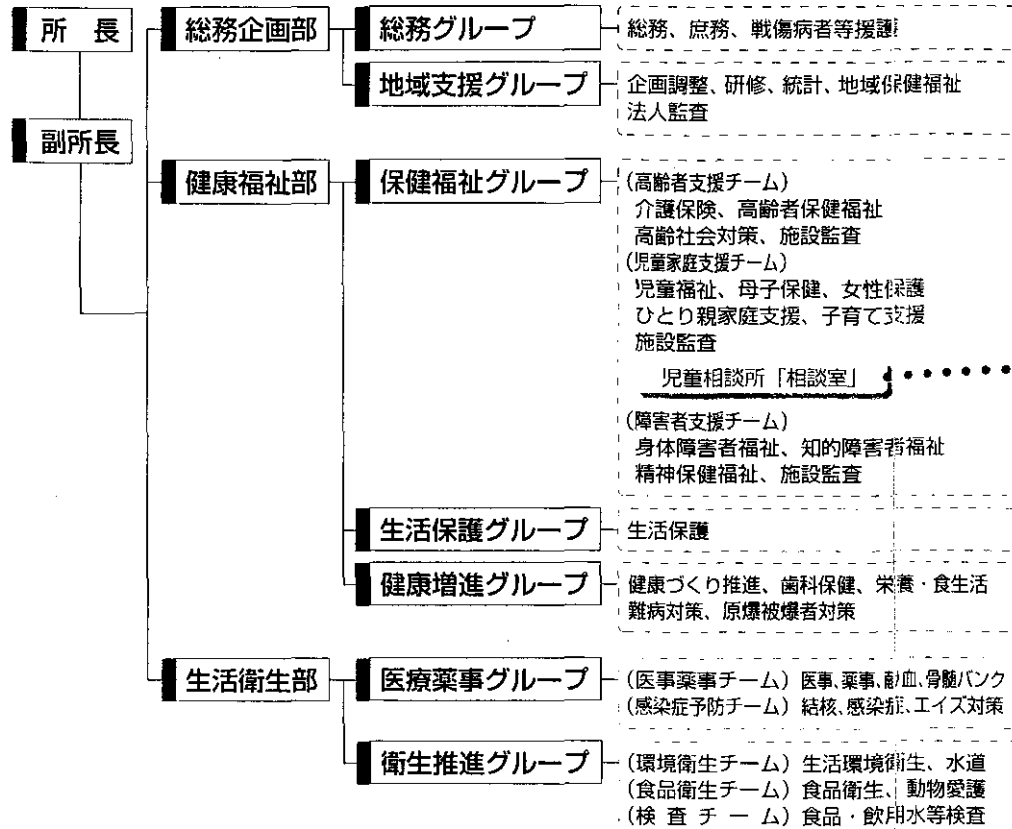 所　長
副所長
総務企画部
総務グループ
総務、庶務、戦傷病者等援護
地域支援グループ
企画調整、研修、統計、地域保健福祉
法人監査
健康福祉部
保健福祉グループ
(高齢者支援チーム)
介護保険、高齢者保健福祉
高齢社会対策、施設監査
(児童家庭支援チーム)
児童福祉、母子保健、女性保護
ひとり親家庭支援、子育て支援
施設監査
児童相談所「相談室」
(障害者支援チーム)
身体障害者福祉、知的障害者福祉
精神保健福祉、施設監査
生活保護グループ
生活保護
健康増進グループ
健康づくり推進、歯科保健、栄養・食生活
難病対策、原爆被爆者対策
生活衛生部
医療薬事グループ
(医事薬事チーム) 医事、薬事、献血、骨髄バンク
(感染症予防チーム) 結核、感染症、エイズ対策
衛生推進グループ
(環境衛生チーム) 生活環境衛生、水道
(食品衛生チーム) 食品衛生、動物愛護
(検 査 チ ー ム) 食品・飲用水等検査